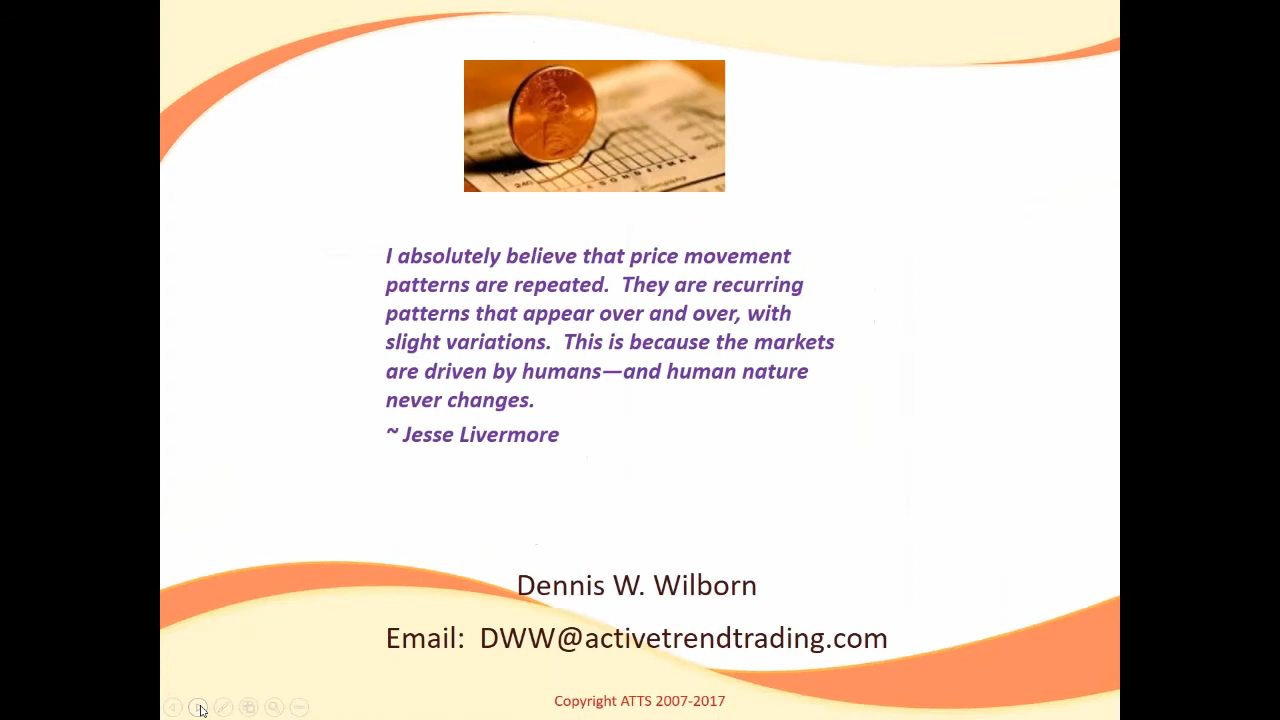 240
I absolutely believe that price movement
patterns are repeated.  They are recurring
patterns that appear over and over, with
slight variations.  This is because the markets
are driven by humans—and human nature
never changes.
~ Jesse Livermore
Dennis W. Wilborn
Email:  DWW@activetrendtrading.com
Copyright ATTS 2007-2017